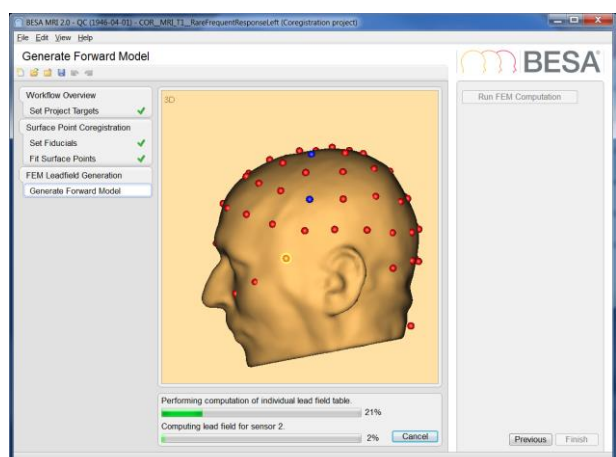 BESA MRI 2.0 - QC (1946-04-01) - COR_MRI_T1_RareFrequentResponseLeft (Coregistration project)
File Edit View Help
Generate Forward Model
BESA®
Workflow Overview
Set Project Targets
Surface Point Coregistration
Set Fiducials
Fit Surface Points
FEM Leadfield Generation
Generate Forward Model
3D
Run FEM Computation
Performing computation of individual lead field table.
21%
Computing lead field for sensor 2.
2%
Cancel
Previous
Finish